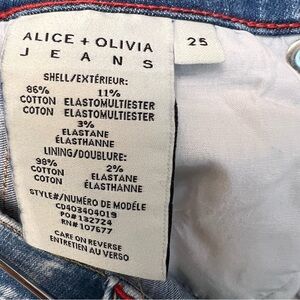 ALICE + OLIVIA 25
JEANS
SHELL/EXTÉRIEUR:
86% 11%
COTTON ELASTOMULTIESTER
COTON ELASTOMULTIESTER
3%
ELASTANE
ÉLASTHANNE
LINING/DOUBLURE:
98% 2%
COTTON ELASTANE
COTON ÉLASTHANNE
STYLE#/NUMÉRO DE MODÈLE
CD403404019
PO# 132724
RN# 107677
CARE ON REVERSE
ENTRETIEN AU VERSO